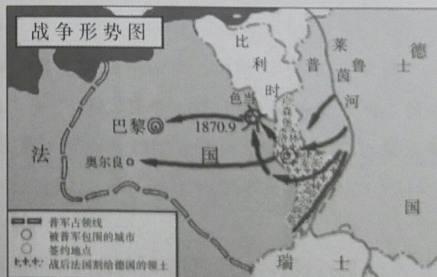 战争形势图
比利时
普鲁士
莱茵河
德国
色当
1870.9
巴黎
奥尔良
法国
瑞士
普军占领线
被普军包围的城市
签约地点
战后法国割给德国的领土